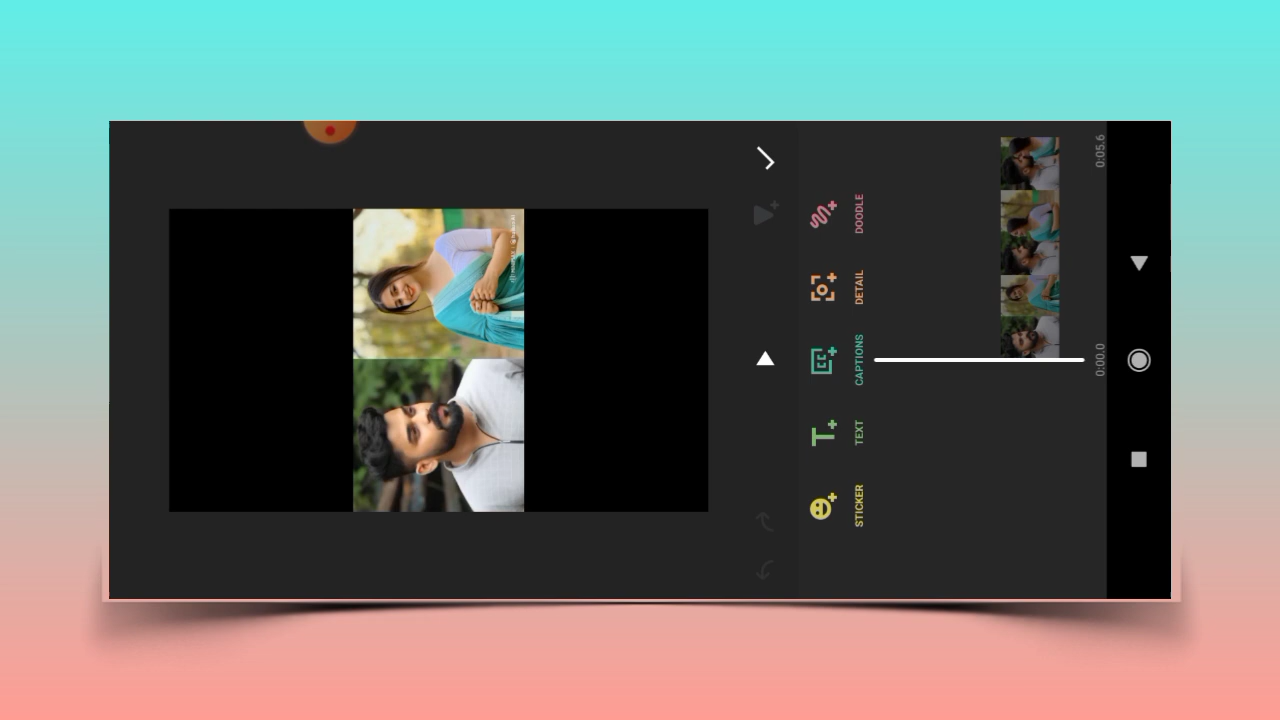 STICKER
TEXT
CAPTIONS
DETAIL
DOODLE
0:00.0
0:05.6